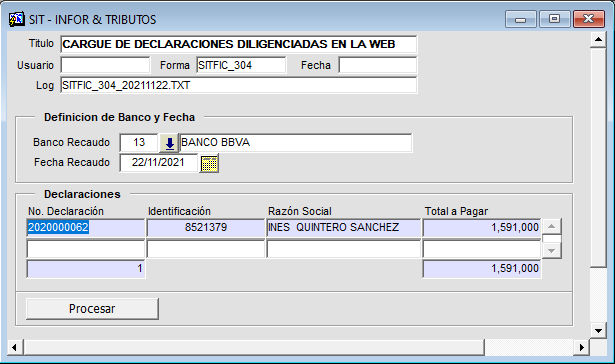 SIT - INFOR & TRIBUTOS
Titulo CARGUE DE DECLARACIONES DILIGENCIADAS EN LA WEB
Usuario Forma SITFIC_304 Fecha
Log SITFIC_304_20211122.TXT
Definicion de Banco y Fecha
Banco Recaudo 13 BANCO BBVA
Fecha Recaudo 22/11/2021
Declaraciones
No. Declaración Identificación Razón Social Total a Pagar
2020000062 8521379 INES QUINTERO SANCHEZ 1,591,000
1 1,591,000
Procesar